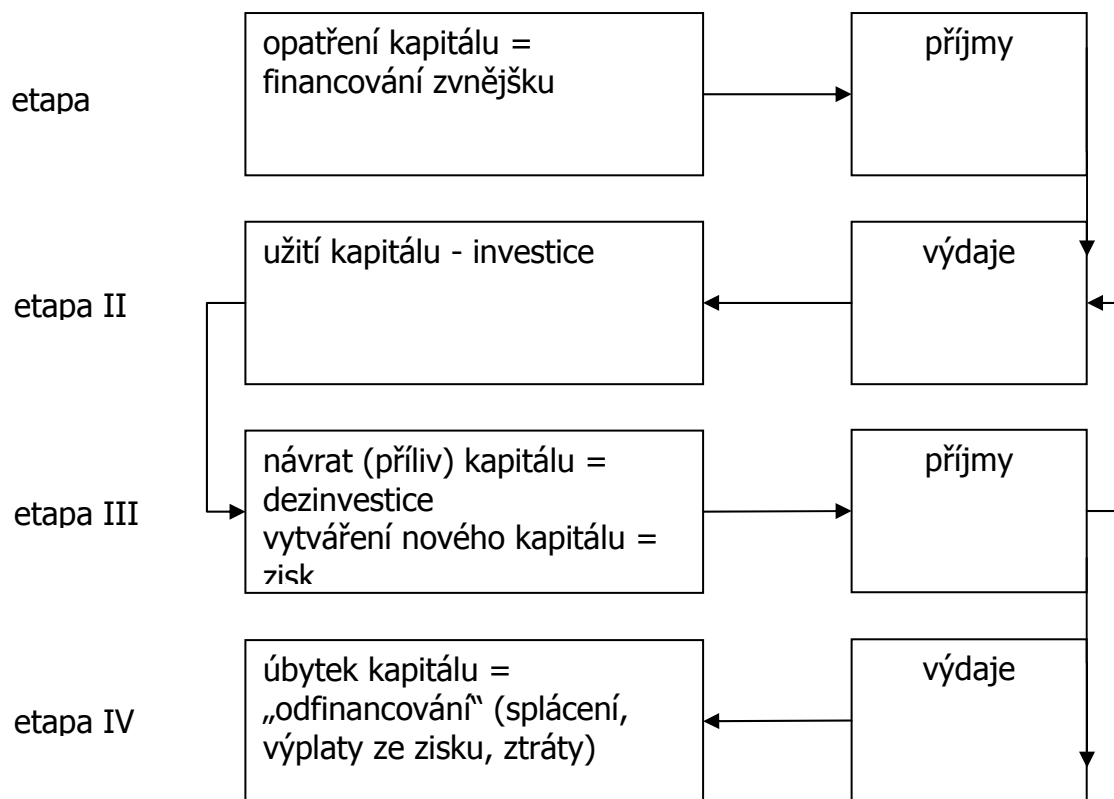 opatření kapitálu =
financování zvnějšku
příjmy
etapa
užití kapitálu - investice
výdaje
etapa II
návrat (příliv) kapitálu =
dezinvestice
vytváření nového kapitálu =
zisk
příjmy
etapa III
úbytek kapitálu =
„odfinancování“ (splácení,
výplaty ze zisku, ztráty)
výdaje
etapa IV